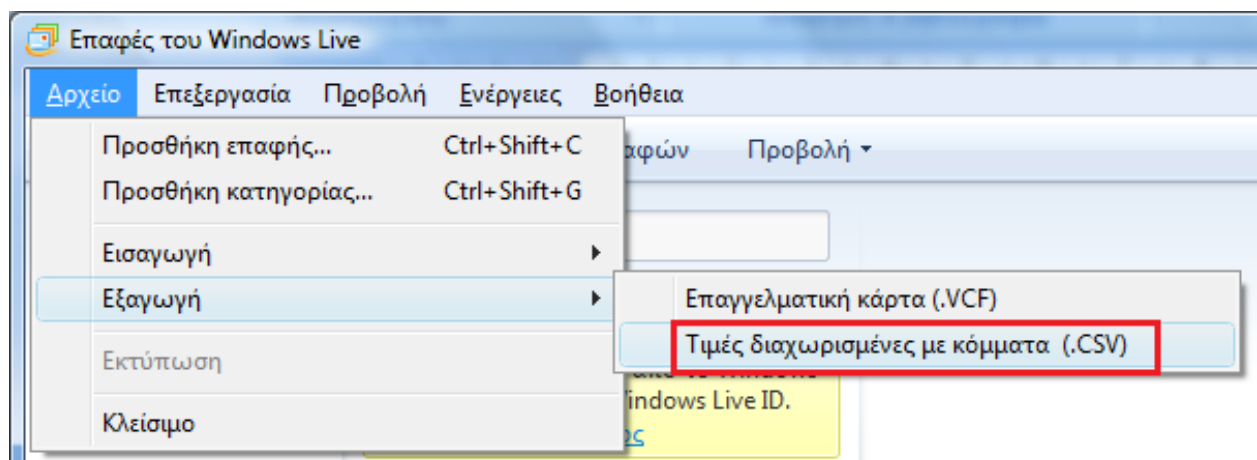 Επαφές του Windows Live
Αρχείο Επεξεργασία Προβολή Ενέργειες Βοήθεια
Προσθήκη επαφής... Ctrl+Shift+C
Προσθήκη κατηγορίας... Ctrl+Shift+G
Εισαγωγή
Εξαγωγή
Εκτύπωση
Κλείσιμο
αφών Προβολή
Επαγγελματική κάρτα (.VCF)
Τιμές διαχωρισμένες με κόμματα (.CSV)
indows Live ID.